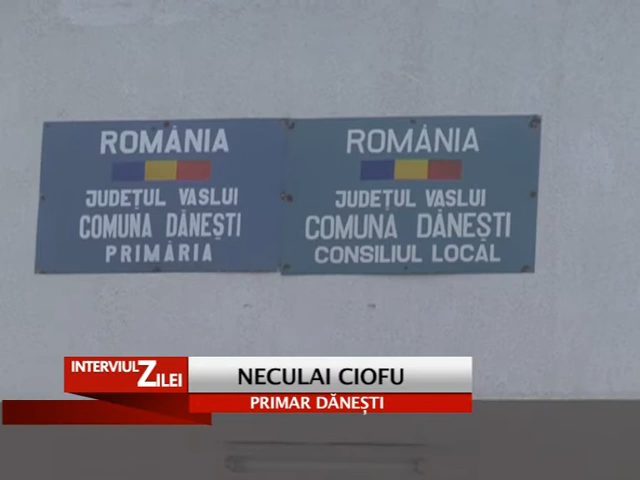 ROMÂNIA
JUDEȚUL VASLUI
COMUNA DĂNEȘTI
PRIMĂRIA
ROMÂNIA
JUDEȚUL VASLUI
COMUNA DĂNEȘTI
CONSILIUL LOCAL
INTERVIUL ZILEI
NECULAI CIOFU
PRIMAR DĂNEȘTI